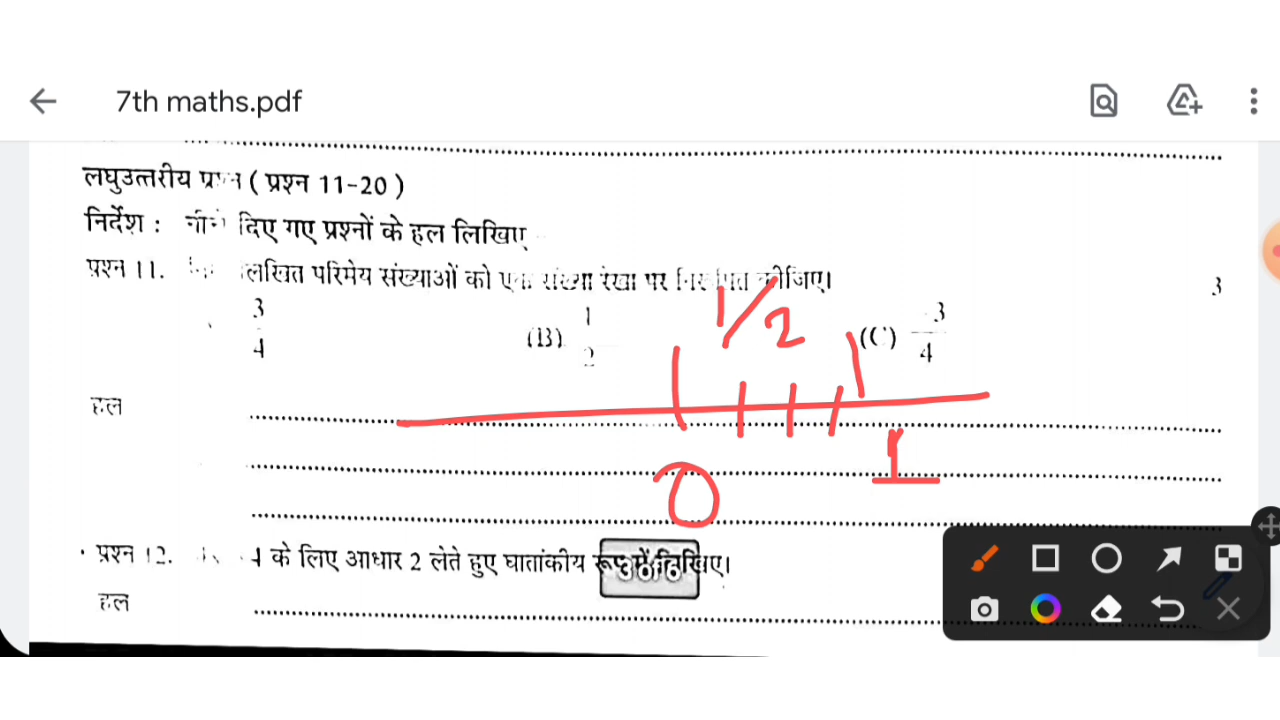 7th maths.pdf
लघुउत्तरीय प्रश्न ( प्रश्न 11-20 )
निर्देश : नीचे दिए गए प्रश्नों के हल लिखिए
प्रश्न 11. लिखित परिमेय संख्याओं को एक संख्या रेखा पर निरूपित कीजिए। 3
3/4 (B) 1/2 (C) -3/4
1/2
हल
0 1
प्रश्न 12. के लिए आधार 2 लेते हुए घातांकीय रूप में लिखिए।
हल